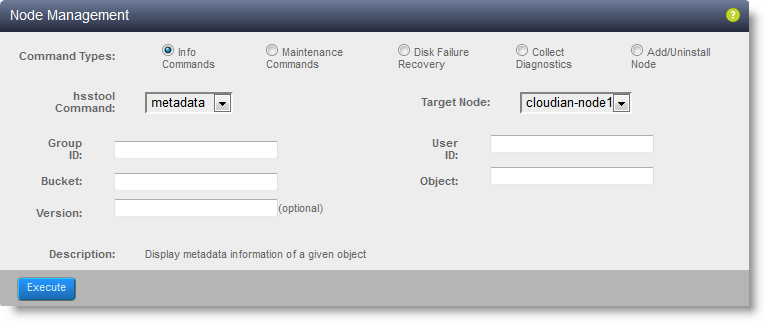 Node Management ?
Command Types: Info Commands Maintenance Commands Disk Failure Recovery Collect Diagnostics Add/Uninstall Node
hsstool Command: metadata Target Node: cloudian-node1
Group ID: User ID:
Bucket: Object:
Version: (optional)
Description: Display metadata information of a given object
Execute